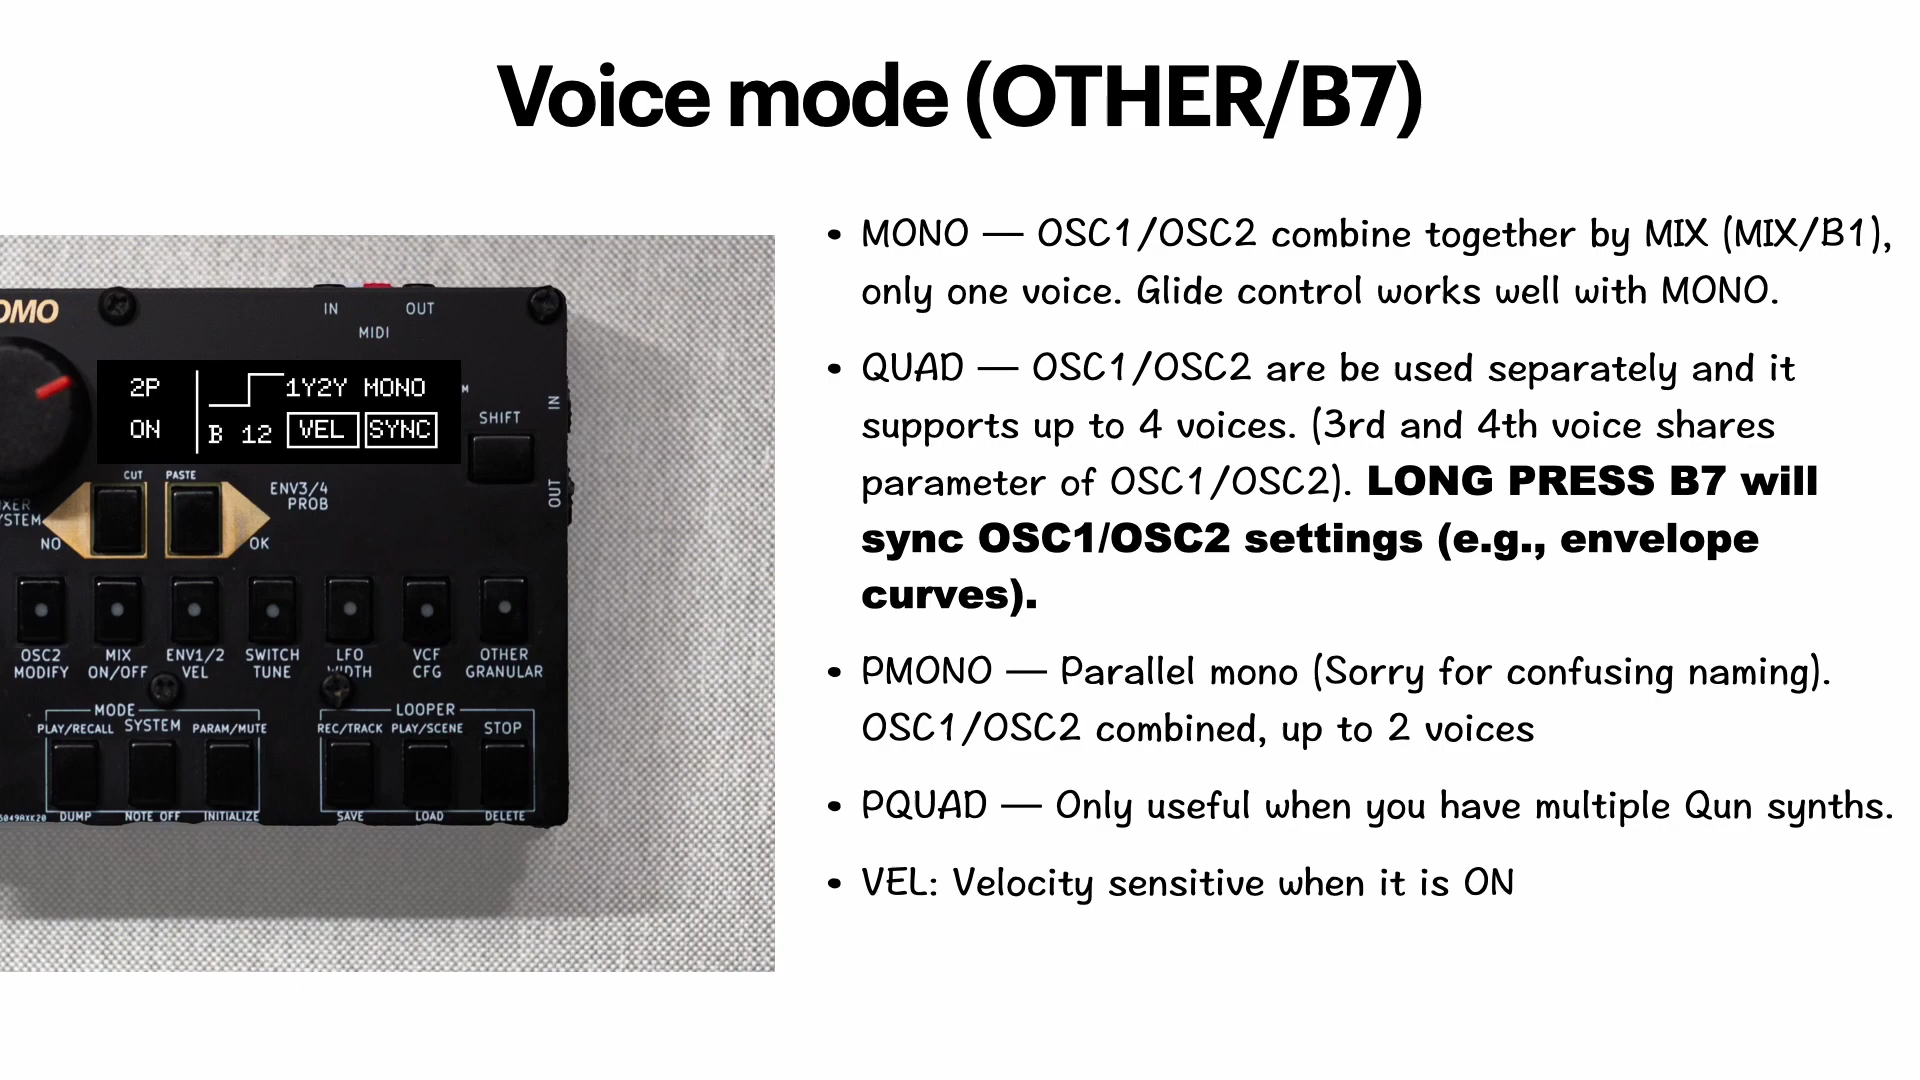 Voice mode (OTHER/B7)
• MONO — OSC1/OSC2 combine together by MIX (MIX/B1),
only one voice. Glide control works well with MONO.
• QUAD — OSC1/OSC2 are be used separately and it
supports up to 4 voices. (3rd and 4th voice shares
parameter of OSC1/OSC2). LONG PRESS B7 will
sync OSC1/OSC2 settings (e.g., envelope
curves).
• PMONO — Parallel mono (Sorry for confusing naming).
OSC1/OSC2 combined, up to 2 voices
• PQUAD — Only useful when you have multiple Qun synths.
• VEL: Velocity sensitive when it is ON
IN OUT
MIDI
2P 1Y2Y MONO
ON B 12 VEL SYNC
SHIFT
IN
OUT
CUT PASTE
ENV3/4
PROB
NO OK
OSC2 MIX ENV1/2 SWITCH LFO VCF OTHER
MODIFY ON/OFF VEL TUNE CFG GRANULAR
MODE LOOPER
PLAY/RECALL SYSTEM PARAM/MUTE REC/TRACK PLAY/SCENE STOP
DUMP NOTE OFF INITIALIZE SAVE LOAD DELETE